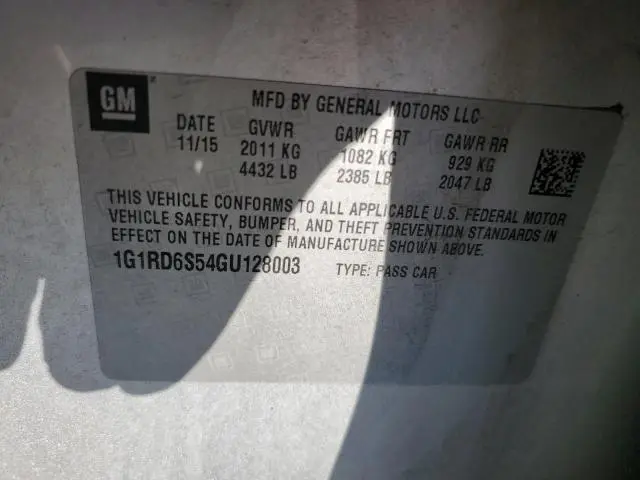 GM
MFD BY GENERAL MOTORS LLC
DATE GVWR GAWR FRT GAWR RR
11/15 2011 KG 1082 KG 929 KG
4432 LB 2385 LB 2047 LB
THIS VEHICLE CONFORMS TO ALL APPLICABLE U.S. FEDERAL MOTOR
VEHICLE SAFETY, BUMPER, AND THEFT PREVENTION STANDARDS IN
EFFECT ON THE DATE OF MANUFACTURE SHOWN ABOVE.
1G1RD6S54GU128003 TYPE: PASS CAR